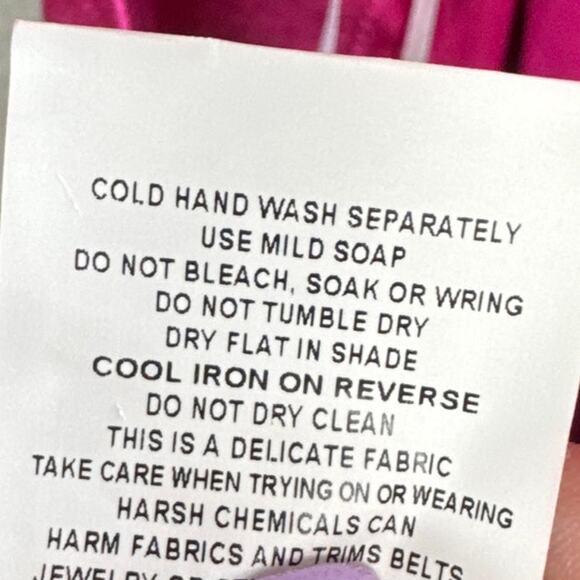 COLD HAND WASH SEPARATELY
USE MILD SOAP
DO NOT BLEACH, SOAK OR WRING
DO NOT TUMBLE DRY
DRY FLAT IN SHADE
COOL IRON ON REVERSE
DO NOT DRY CLEAN
THIS IS A DELICATE FABRIC
TAKE CARE WHEN TRYING ON OR WEARING
HARSH CHEMICALS CAN
HARM FABRICS AND TRIMS BELTS
JEWELRY OR